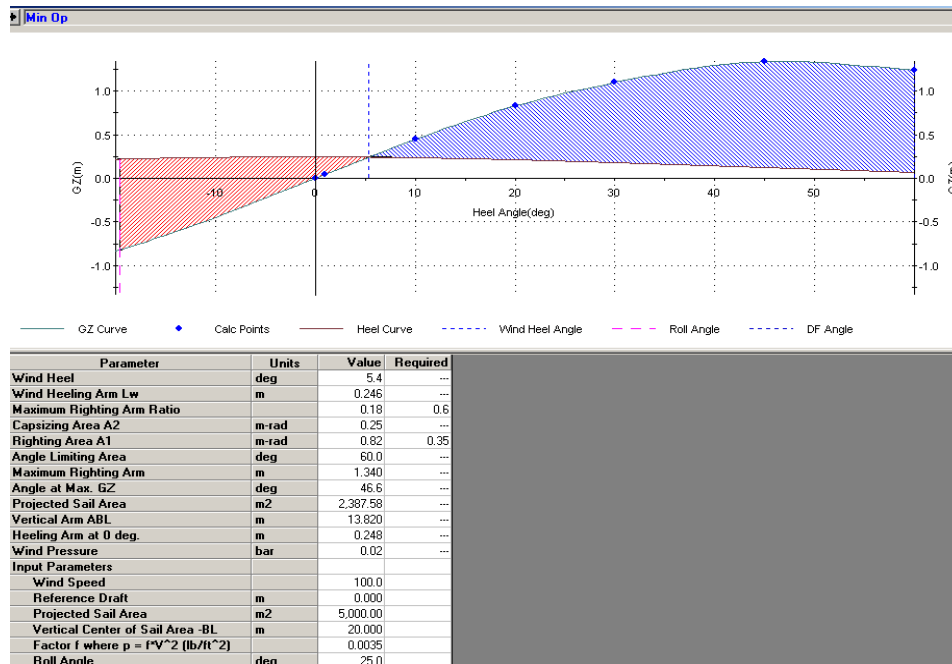 Min Op
1.0
0.5
0.0
-0.5
-1.0
GZ(m)
-10 0 10 20 30 40 50
Heel Angle(deg)
1.0
0.5
0.0
-0.5
-1.0
GZ(m)
GZ Curve Calc Points Heel Curve Wind Heel Angle Roll Angle DF Angle
Parameter Units Value Required
Wind Heel deg 5.4 ---
Wind Heeling Arm Lw m 0.246 ---
Maximum Righting Arm Ratio 0.18 0.6
Capsizing Area A2 m-rad 0.25 ---
Righting Area A1 m-rad 0.82 0.35
Angle Limiting Area deg 60.0 ---
Maximum Righting Arm m 1.340 ---
Angle at Max. GZ deg 46.6 ---
Projected Sail Area m2 2,387.58 ---
Vertical Arm ABL m 13.820 ---
Heeling Arm at 0 deg. m 0.248 ---
Wind Pressure bar 0.02 ---
Input Parameters
Wind Speed 100.0
Reference Draft m 0.000
Projected Sail Area m2 5,000.00
Vertical Center of Sail Area -BL m 20.000
Factor f where p = f*V^2 (lb/ft^2) 0.0035
Roll Angle deg 25.0